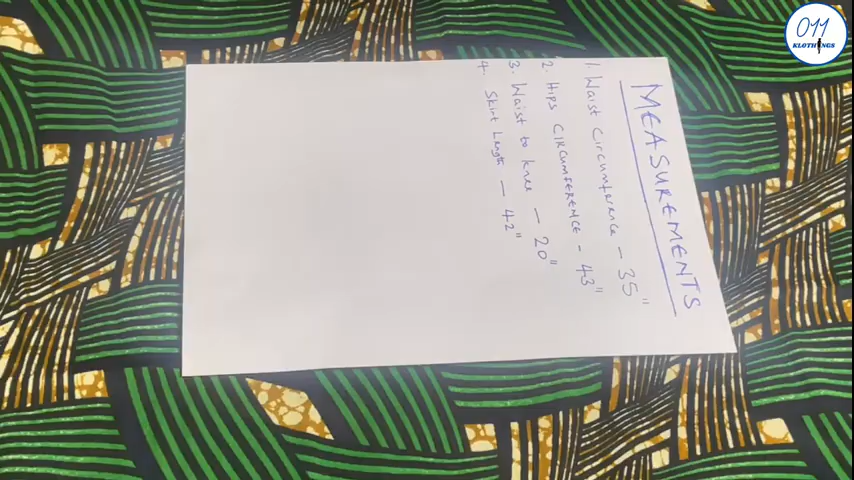 MEASUREMENTS
1. Waist Circumference - 35"
2. Hips CIRCUMFERENCE - 43"
3. Waist to knee - 20"
4. Skirt Length - 42"
011
KLOTHINGS